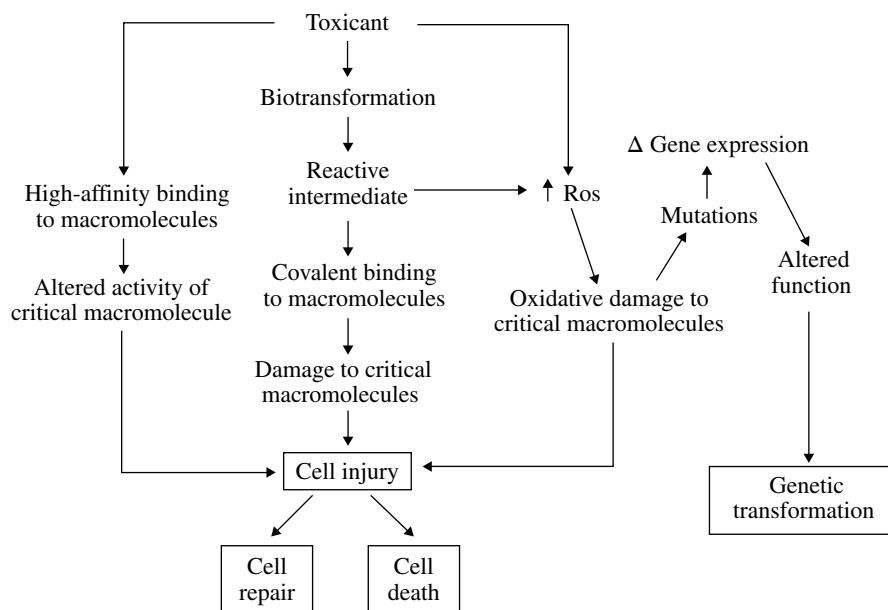 Toxicant
Biotransformation
Δ Gene expression
Reactive
intermediate
High-affinity binding
to macromolecules
↑ Ros
Mutations
Covalent binding
to macromolecules
Altered
function
Altered activity of
critical macromolecule
Oxidative damage to
critical macromolecules
Damage to critical
macromolecules
Cell injury
Genetic
transformation
Cell
repair
Cell
death